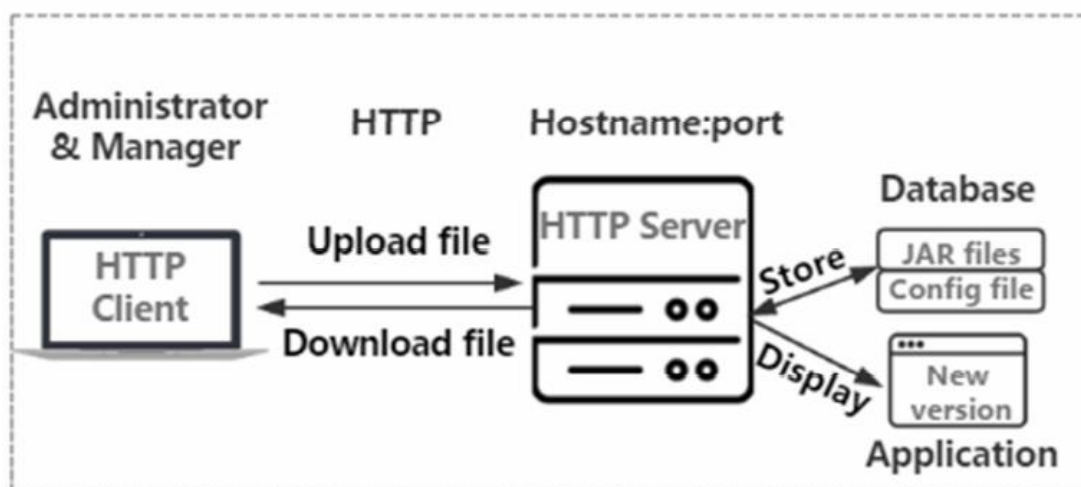 Administrator
& Manager
HTTP
Hostname:port
HTTP
Client
Upload file
Download file
HTTP Server
Store
Display
Database
JAR files
Config file
New
version
Application